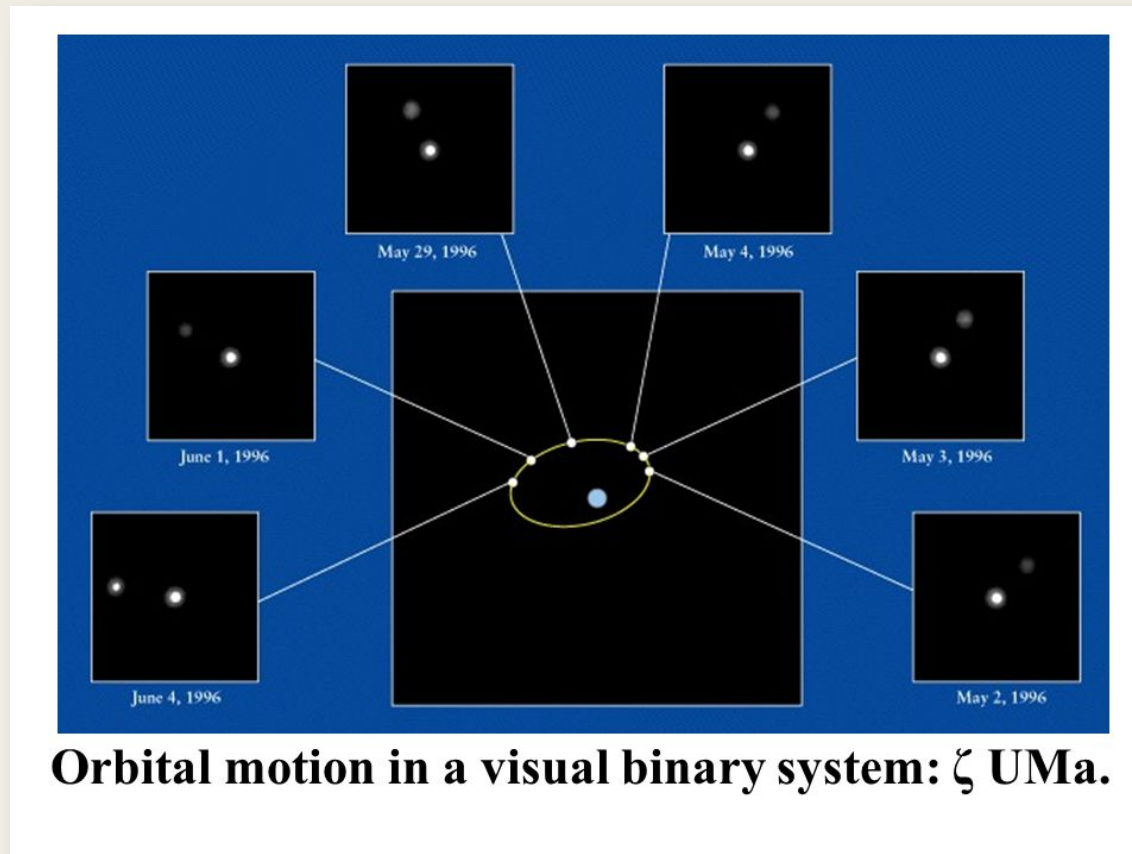 May 29, 1996
May 4, 1996
June 1, 1996
May 3, 1996
June 4, 1996
May 2, 1996
Orbital motion in a visual binary system: ζ UMa.